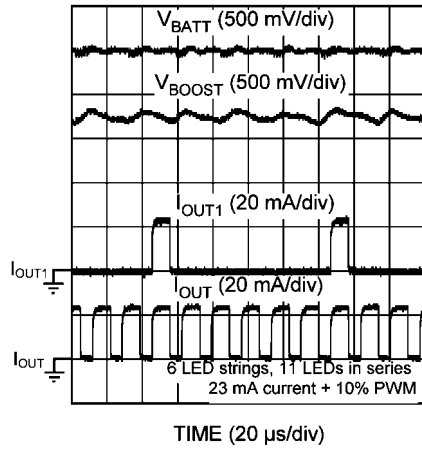 VBATT (500 mV/div)
VBOOST (500 mV/div)
IOUT1 (20 mA/div)
IOUT1
IOUT (20 mA/div)
IOUT
6 LED strings, 11 LEDs in series
23 mA current + 10% PWM
TIME (20 µs/div)